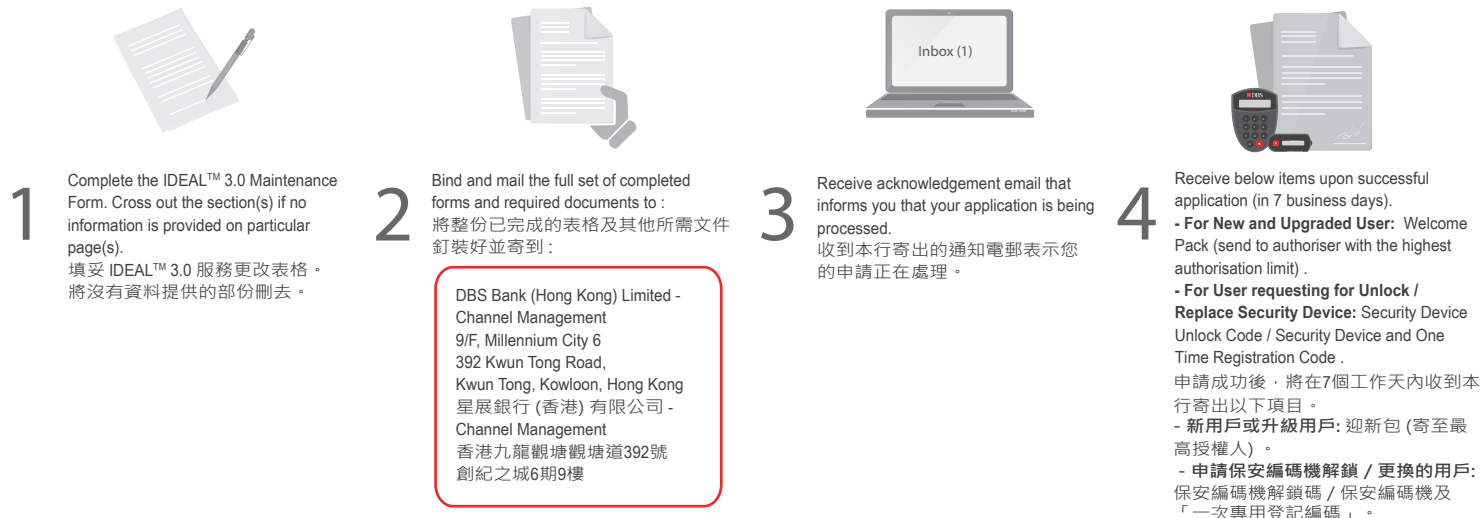 Inbox (1)
DBS
1
Complete the IDEAL™ 3.0 Maintenance
Form. Cross out the section(s) if no
information is provided on particular
page(s).
填妥 IDEAL™ 3.0 服務更改表格。
將沒有資料提供的部份刪去。
2
Bind and mail the full set of completed
forms and required documents to :
將整份已完成的表格及其他所需文件
釘裝好並寄到 :
DBS Bank (Hong Kong) Limited -
Channel Management
9/F, Millennium City 6
392 Kwun Tong Road,
Kwun Tong, Kowloon, Hong Kong
星展銀行 (香港) 有限公司 -
Channel Management
香港九龍觀塘觀塘道392號
創紀之城6期9樓
3
Receive acknowledgement email that
informs you that your application is being
processed.
收到本行寄出的通知電郵表示您
的申請正在處理。
4
Receive below items upon successful
application (in 7 business days).
- For New and Upgraded User: Welcome
Pack (send to authoriser with the highest
authorisation limit) .
- For User requesting for Unlock /
Replace Security Device: Security Device
Unlock Code / Security Device and One
Time Registration Code .
申請成功後，將在7個工作天內收到本
行寄出以下項目。
- 新用戶或升級用戶: 迎新包 (寄至最
高授權人) 。
- 申請保安編碼機解鎖 / 更換的用戶:
保安編碼機解鎖碼 / 保安編碼機及
「一次專用登記編碼」。